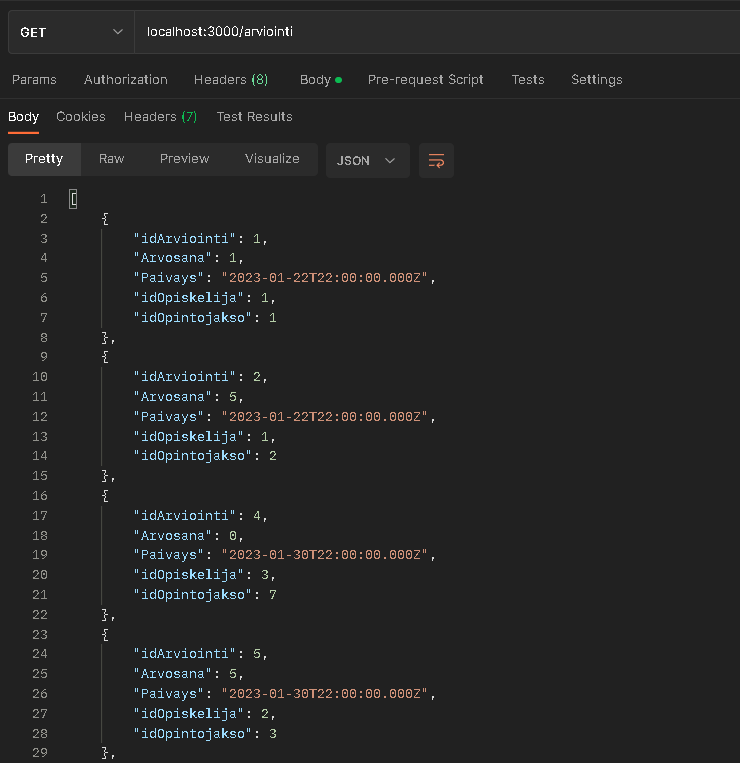 GET localhost:3000/arviointi
Params Authorization Headers (8) Body Pre-request Script Tests Settings
Body Cookies Headers (7) Test Results
Pretty Raw Preview Visualize JSON
1 [
2 {
3 "idArviointi": 1,
4 "Arvosana": 1,
5 "Paivays": "2023-01-22T22:00:00.000Z",
6 "idOpiskelija": 1,
7 "idOpintojakso": 1
8 },
9 {
10 "idArviointi": 2,
11 "Arvosana": 5,
12 "Paivays": "2023-01-22T22:00:00.000Z",
13 "idOpiskelija": 1,
14 "idOpintojakso": 2
15 },
16 {
17 "idArviointi": 4,
18 "Arvosana": 0,
19 "Paivays": "2023-01-30T22:00:00.000Z",
20 "idOpiskelija": 3,
21 "idOpintojakso": 7
22 },
23 {
24 "idArviointi": 5,
25 "Arvosana": 5,
26 "Paivays": "2023-01-30T22:00:00.000Z",
27 "idOpiskelija": 2,
28 "idOpintojakso": 3
29 },